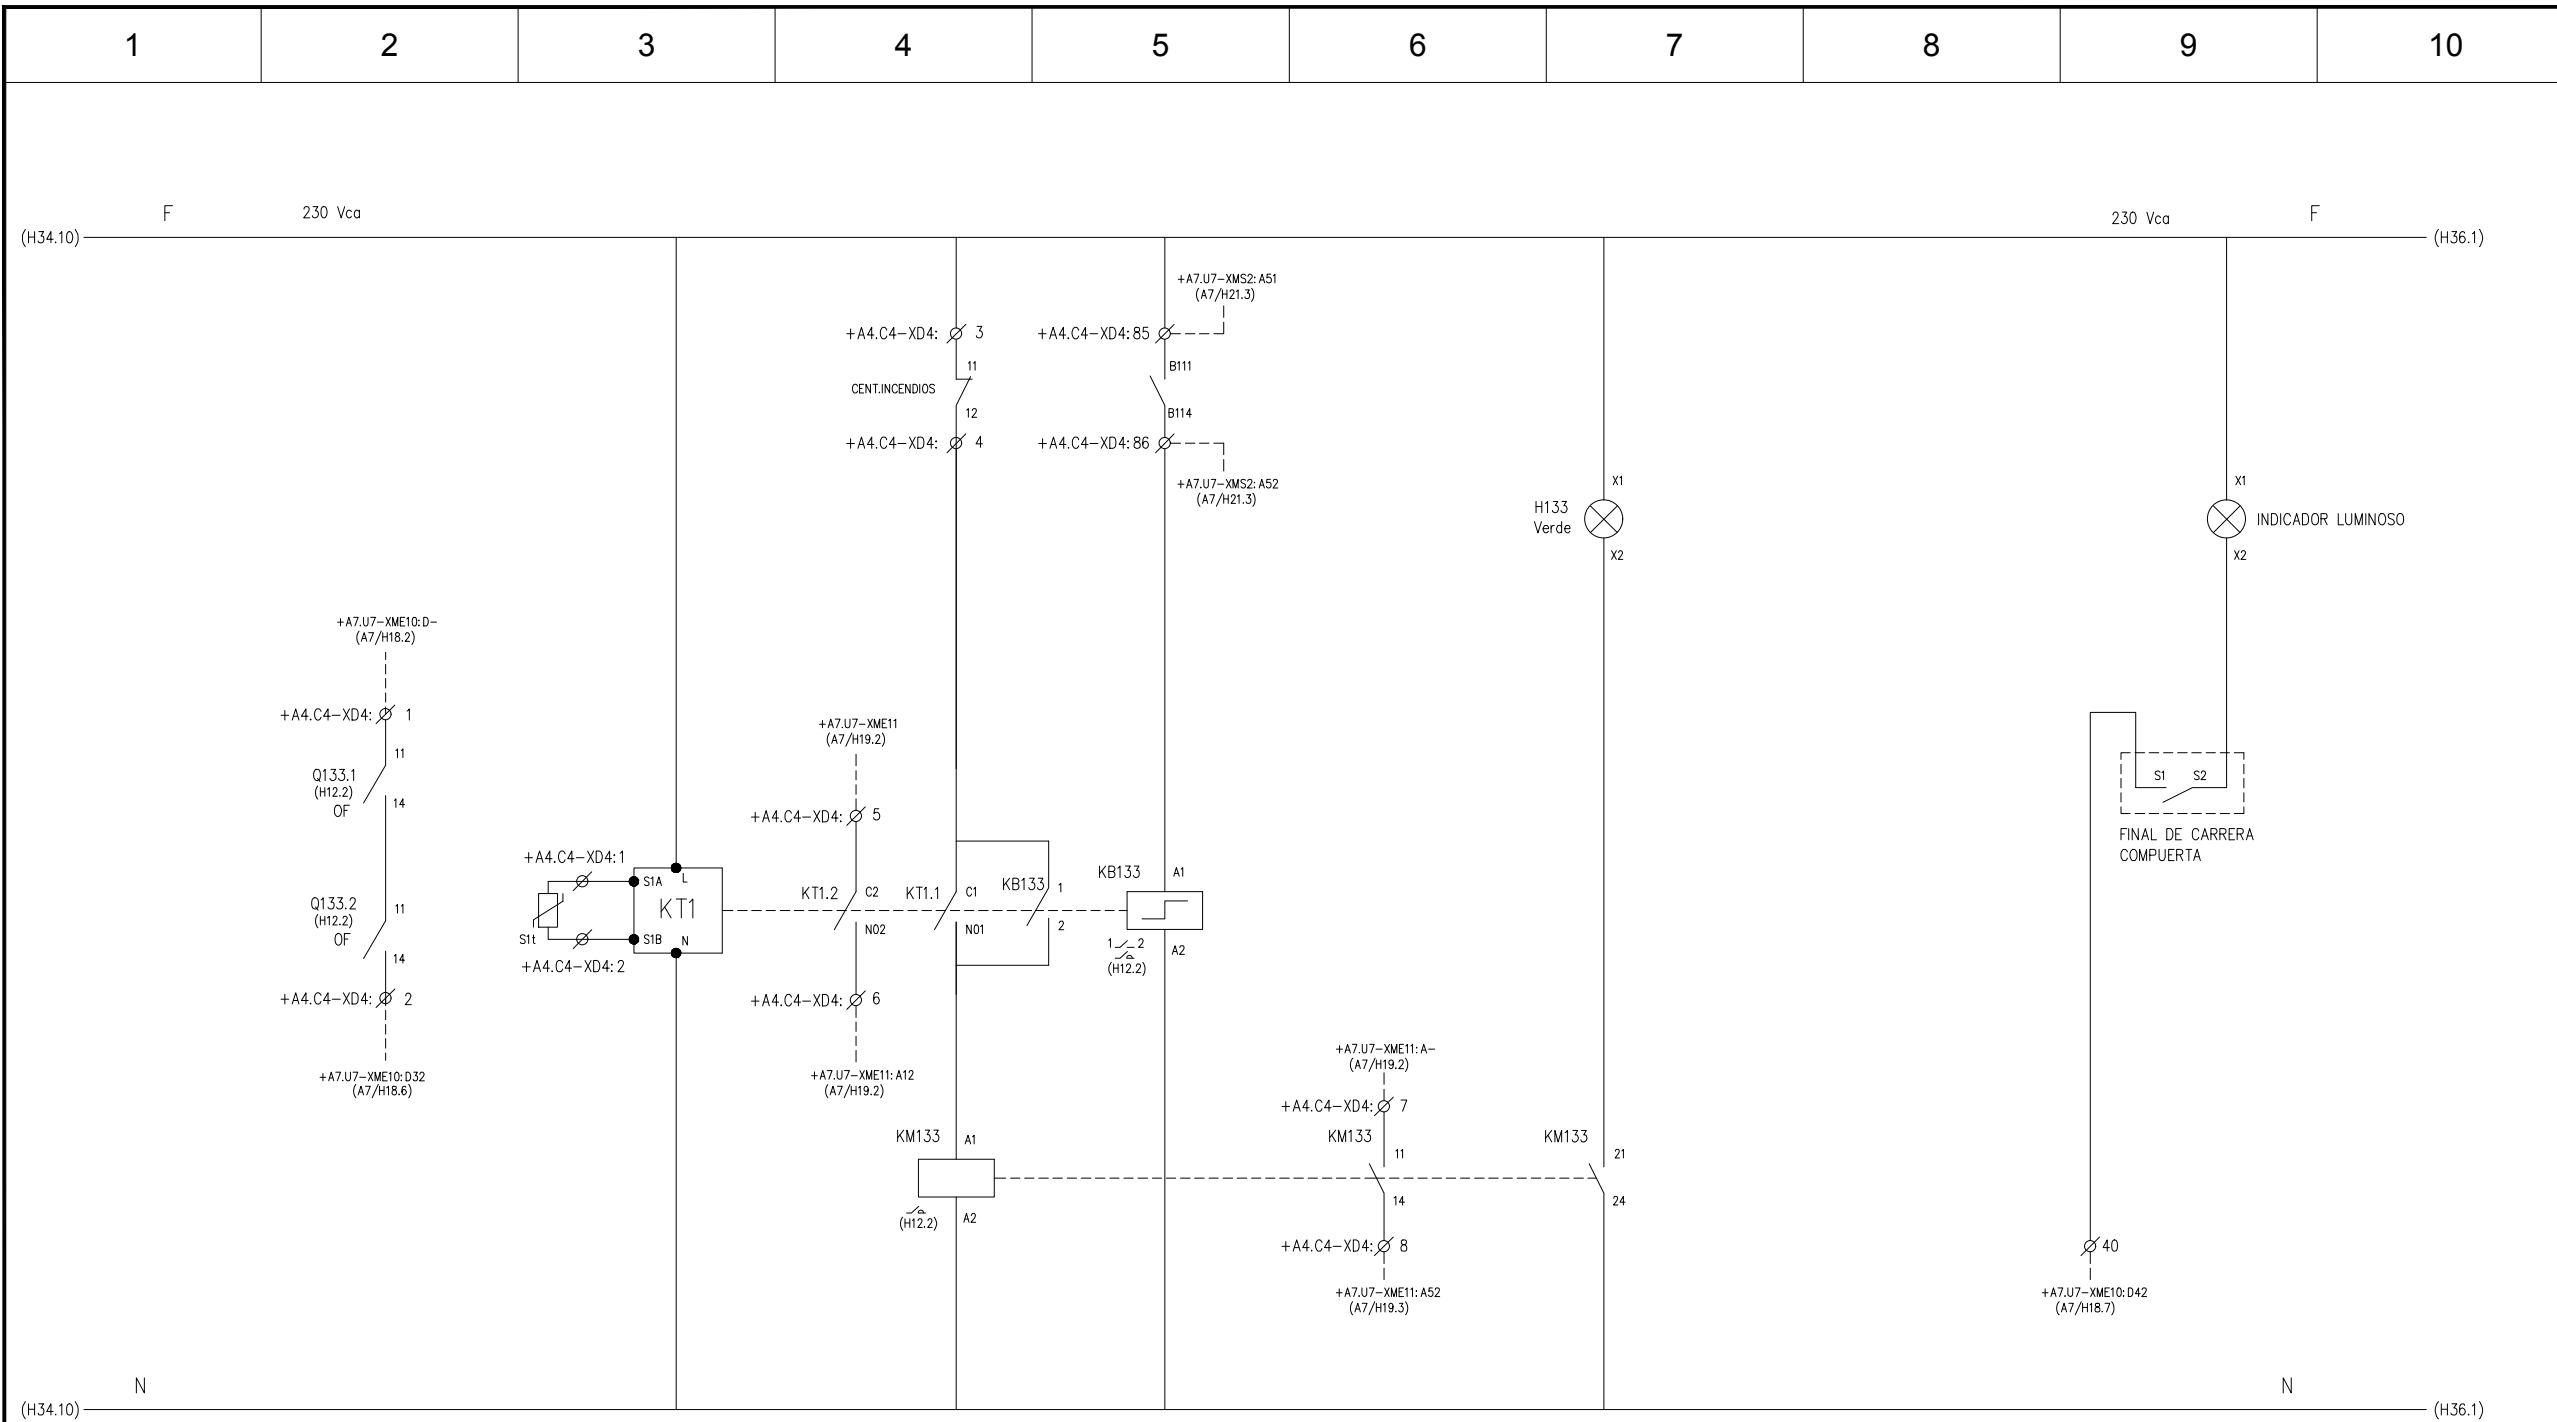 1 2 3 4 5 6 7 8 9 10
F 230 Vca 230 Vca F
(H34.10) (H36.1)
+A7.U7-XME10:D-
(A7/H18.2)
+A4.C4-XD4: 1
11
Q133.1
(H12.2)
OF
14
Q133.2
(H12.2)
OF
11
14
+A4.C4-XD4: 2
+A7.U7-XME10:D32
(A7/H18.6)
+A4.C4-XD4:1
S1A L
KT1
S1t
S1B N
+A4.C4-XD4:2
+A7.U7-XME11
(A7/H19.2)
+A4.C4-XD4: 5
KT1.2 C2
NO2
+A4.C4-XD4: 6
+A7.U7-XME11:A12
(A7/H19.2)
+A4.C4-XD4: 3
11
CENT.INCENDIOS
12
+A4.C4-XD4: 4
KT1.1 C1
NO1
KB133 1
2
KM133 A1
A2
(H12.2)
+A7.U7-XMS2:A51
(A7/H21.3)
+A4.C4-XD4:85
B111
B114
+A4.C4-XD4:86
+A7.U7-XMS2:A52
(A7/H21.3)
KB133 A1
1 2
(H12.2)
A2
+A7.U7-XME11:A-
(A7/H19.2)
+A4.C4-XD4: 7
KM133
11
14
+A4.C4-XD4: 8
+A7.U7-XME11:A52
(A7/H19.3)
X1
H133
Verde
X2
KM133
21
24
X1
INDICADOR LUMINOSO
X2
S1 S2
FINAL DE CARRERA
COMPUERTA
40
+A7.U7-XME10:D42
(A7/H18.7)
N N
(H34.10) (H36.1)